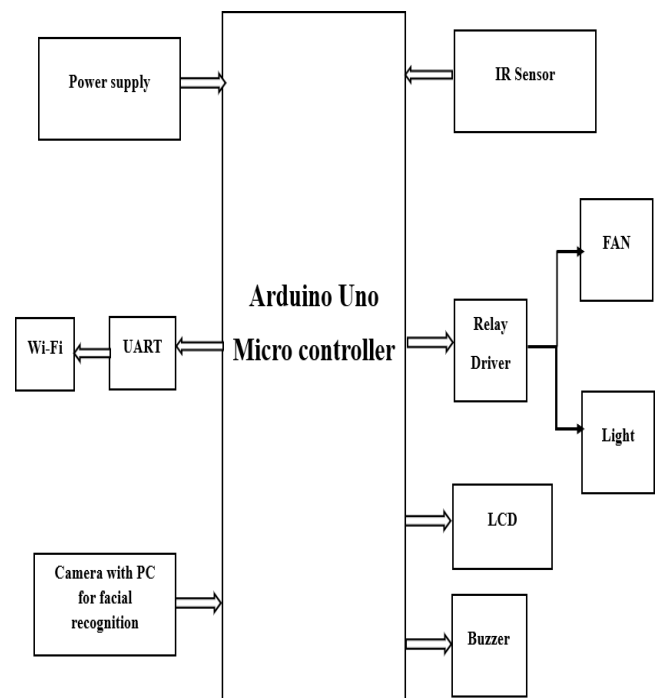 Power supply
IR Sensor
FAN
Arduino Uno
Micro controller
Relay
Driver
Wi-Fi
UART
Light
LCD
Camera with PC
for facial
recognition
Buzzer